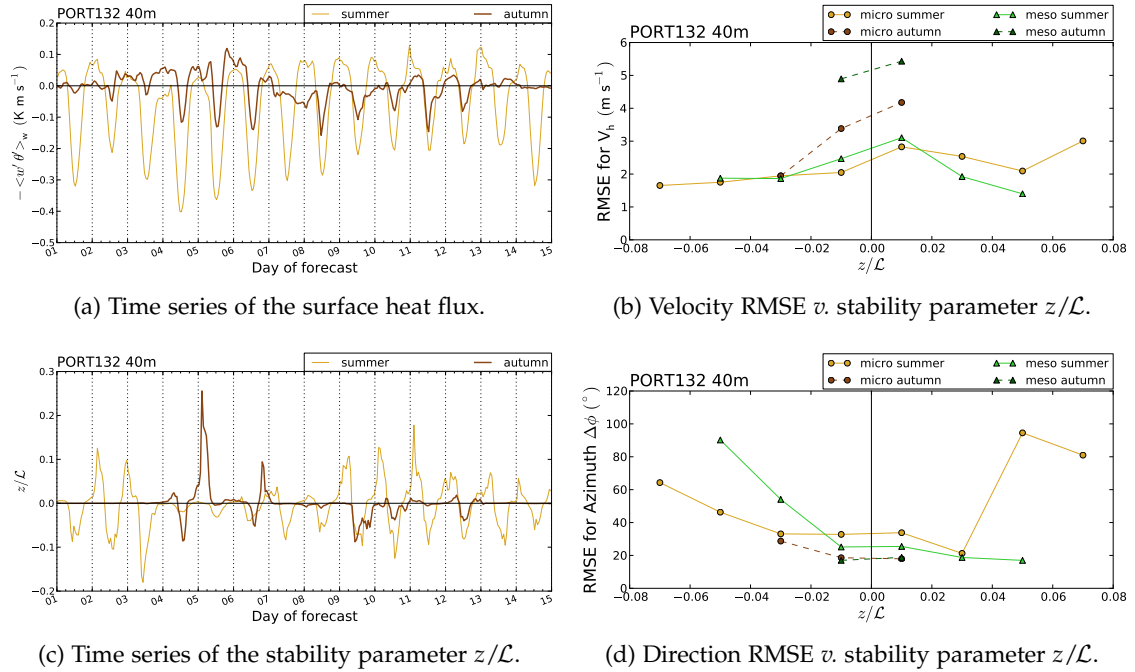 PORT132 40m
summer autumn
0.2
0.1
0.0
−0.1
−0.2
−0.3
−0.4
−0.5
− <w′ θ′ >w (K m s−1)
01 02 03 04 05 06 07 08 09 10 11 12 13 14 15
Day of forecast
(a) Time series of the surface heat flux.
PORT132 40m
micro summer meso summer
micro autumn meso autumn
6
5
4
3
2
1
0
RMSE for Vh (m s−1)
−0.08 −0.06 −0.04 −0.02 0.00 0.02 0.04 0.06 0.08
z/ℒ
(b) Velocity RMSE v. stability parameter z/ℒ.
PORT132 40m
summer autumn
0.3
0.2
0.1
0.0
−0.1
−0.2
z/ℒ
01 02 03 04 05 06 07 08 09 10 11 12 13 14 15
Day of forecast
(c) Time series of the stability parameter z/ℒ.
PORT132 40m
micro summer meso summer
micro autumn meso autumn
120
100
80
60
40
20
0
RMSE for Azimuth Δϕ (°)
−0.08 −0.06 −0.04 −0.02 0.00 0.02 0.04 0.06 0.08
z/ℒ
(d) Direction RMSE v. stability parameter z/ℒ.